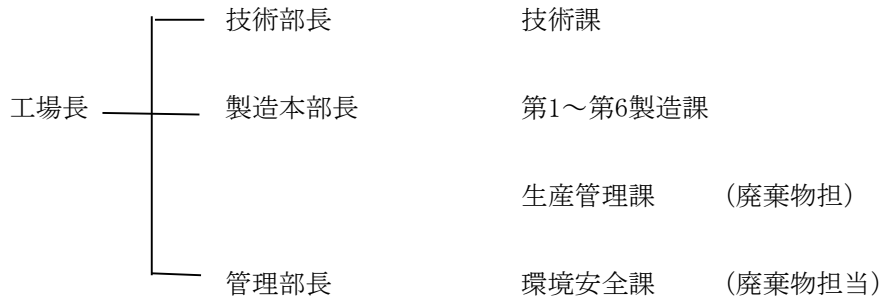 技術部長 技術課
工場長 製造本部長 第1～第6製造課
生産管理課 (廃棄物担)
管理部長 環境安全課 (廃棄物担当)